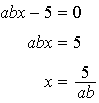 abx − 5 = 0
abx = 5
x = 5/ab